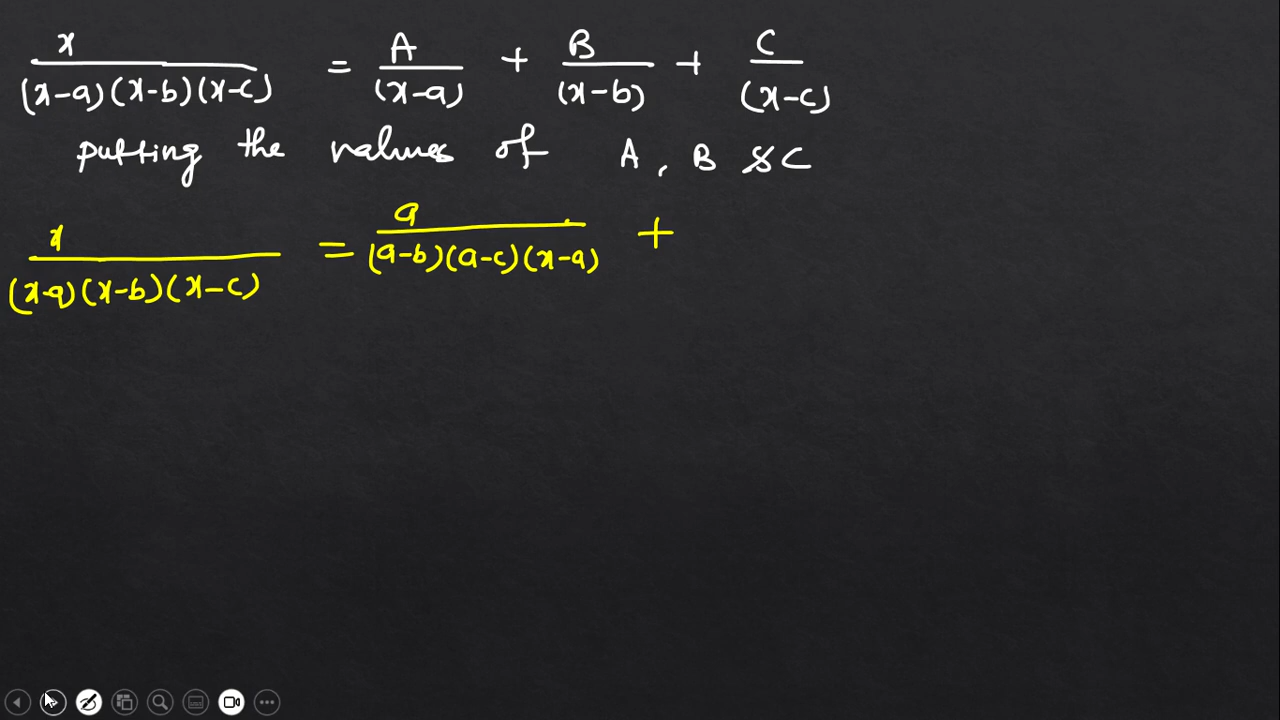 x/((x-a)(x-b)(x-c)) = A/(x-a) + B/(x-b) + C/(x-c)
putting the values of A, B & C
x/((x-a)(x-b)(x-c)) = a/((a-b)(a-c)(x-a)) +